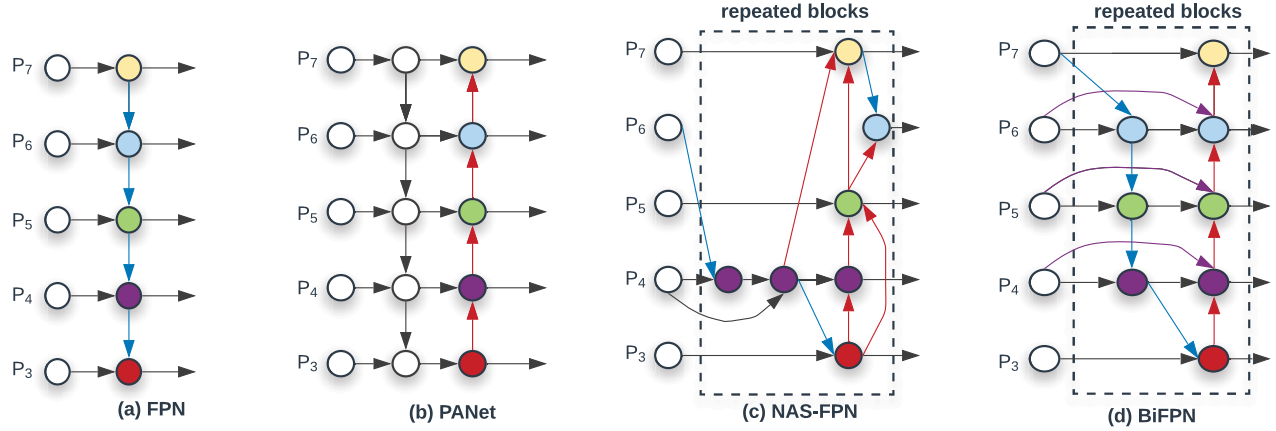 repeated blocks
repeated blocks
P7
P6
P5
P4
P3
(a) FPN
P7
P6
P5
P4
P3
(b) PANet
P7
P6
P5
P4
P3
(c) NAS-FPN
P7
P6
P5
P4
P3
(d) BiFPN